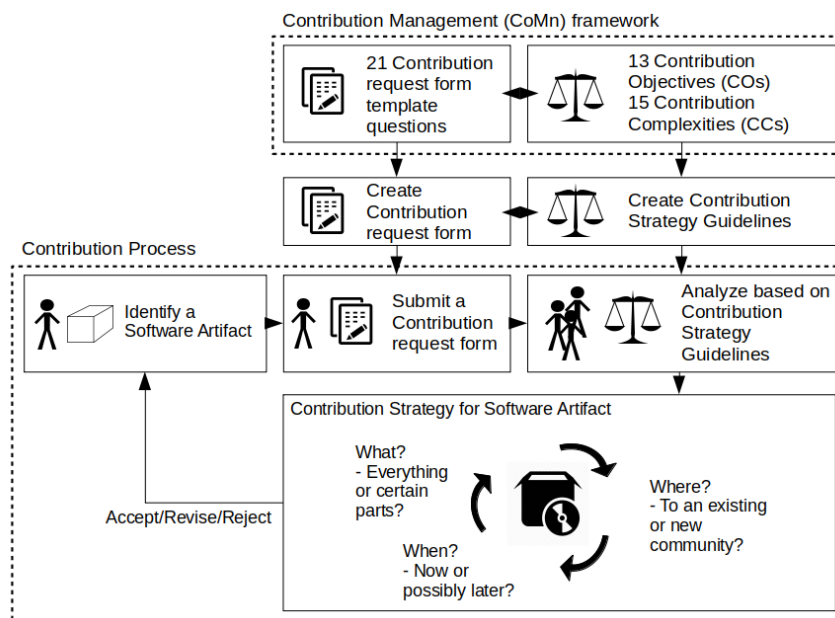 Contribution Management (CoMn) framework
21 Contribution
request form
template
questions
13 Contribution
Objectives (COs)
15 Contribution
Complexities (CCs)
Create
Contribution
request form
Create Contribution
Strategy Guidelines
Contribution Process
Identify a
Software Artifact
Submit a
Contribution
request form
Analyze based on
Contribution
Strategy
Guidelines
Contribution Strategy for Software Artifact
What?
- Everything
or certain
parts?
Where?
- To an existing
or new
community?
When?
- Now or
possibly later?
Accept/Revise/Reject